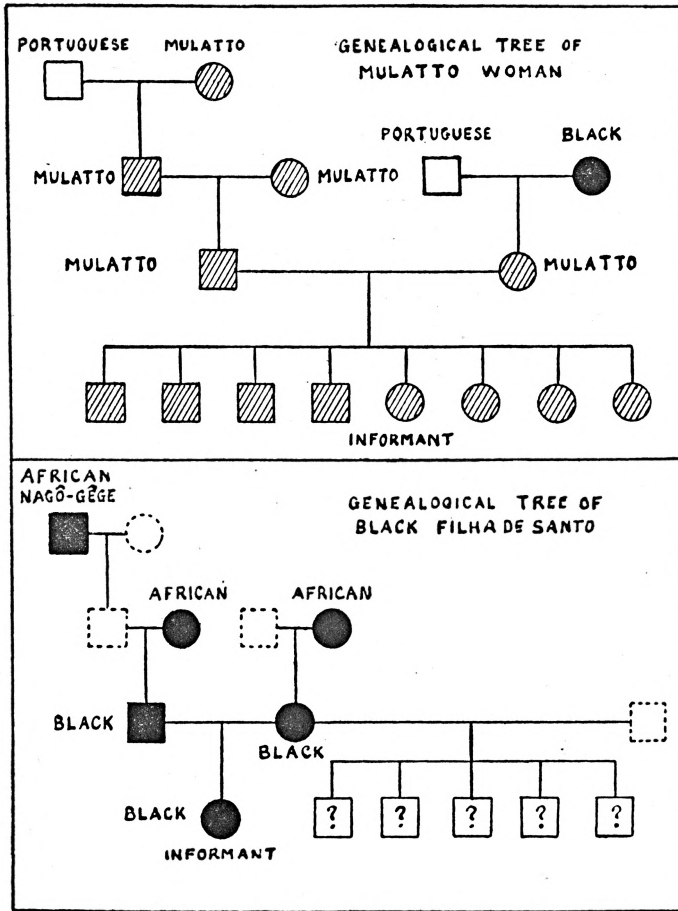 PORTUGUESE MULATTO
GENEALOGICAL TREE OF
MULATTO WOMAN
PORTUGUESE BLACK
MULATTO MULATTO
MULATTO MULATTO
INFORMANT
AFRICAN
NAGÔ-GÊGE
GENEALOGICAL TREE OF
BLACK FILHA DE SANTO
AFRICAN AFRICAN
BLACK BLACK
BLACK ? ? ? ? ?
INFORMANT